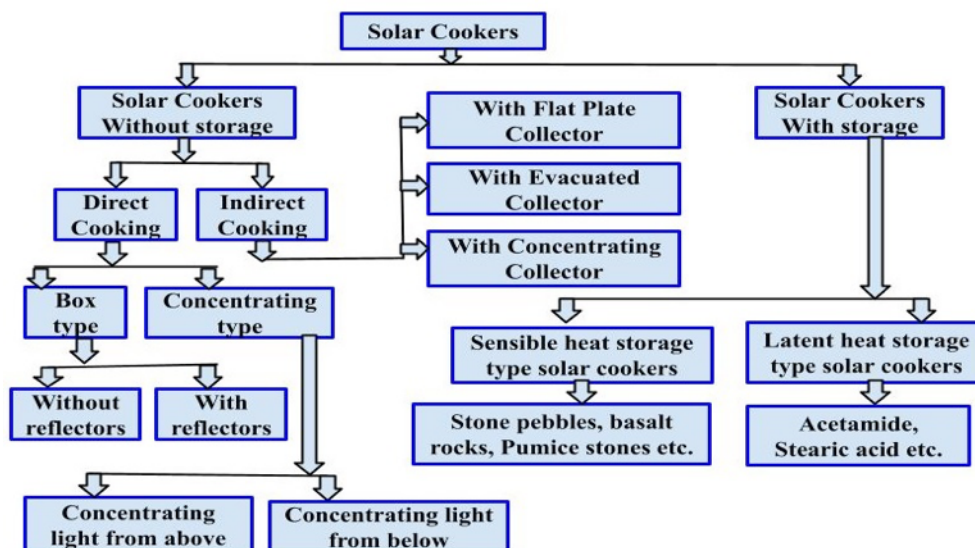 Solar Cookers
Solar Cookers
Without storage
With Flat Plate
Collector
Solar Cookers
With storage
With Evacuated
Collector
Direct
Cooking
Indirect
Cooking
With Concentrating
Collector
Box
type
Concentrating
type
Sensible heat storage
type solar cookers
Latent heat storage
type solar cookers
Without
reflectors
With
reflectors
Stone pebbles, basalt
rocks, Pumice stones etc.
Acetamide,
Stearic acid etc.
Concentrating
light from above
Concentrating light
from below